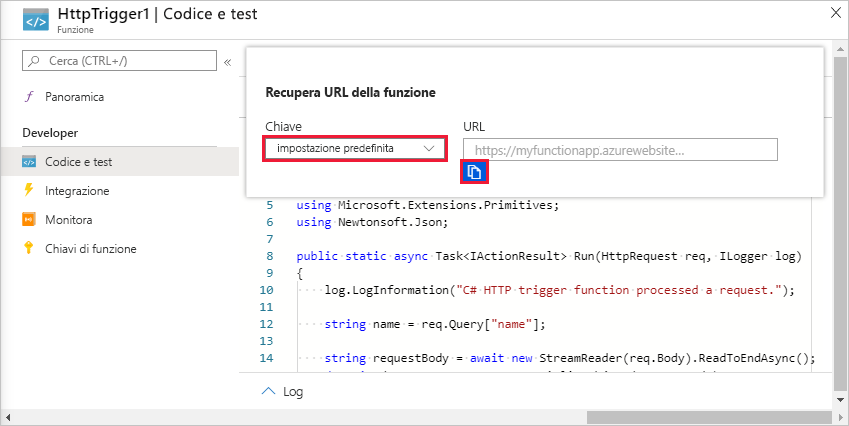 HttpTrigger1 | Codice e test
Funzione
Cerca (CTRL+/)
«
Panoramica
Developer
Codice e test
Integrazione
Monitora
Chiavi di funzione
Recupera URL della funzione
Chiave
URL
impostazione predefinita
https://myfunctionapp.azurewebsite...
5 using Microsoft.Extensions.Primitives;
6 using Newtonsoft.Json;
7
8 public static async Task<IActionResult> Run(HttpRequest req, ILogger log)
9 {
10 log.LogInformation("C# HTTP trigger function processed a request.");
11
12 string name = req.Query["name"];
13
14 string requestBody = await new StreamReader(req.Body).ReadToEndAsync();
Log